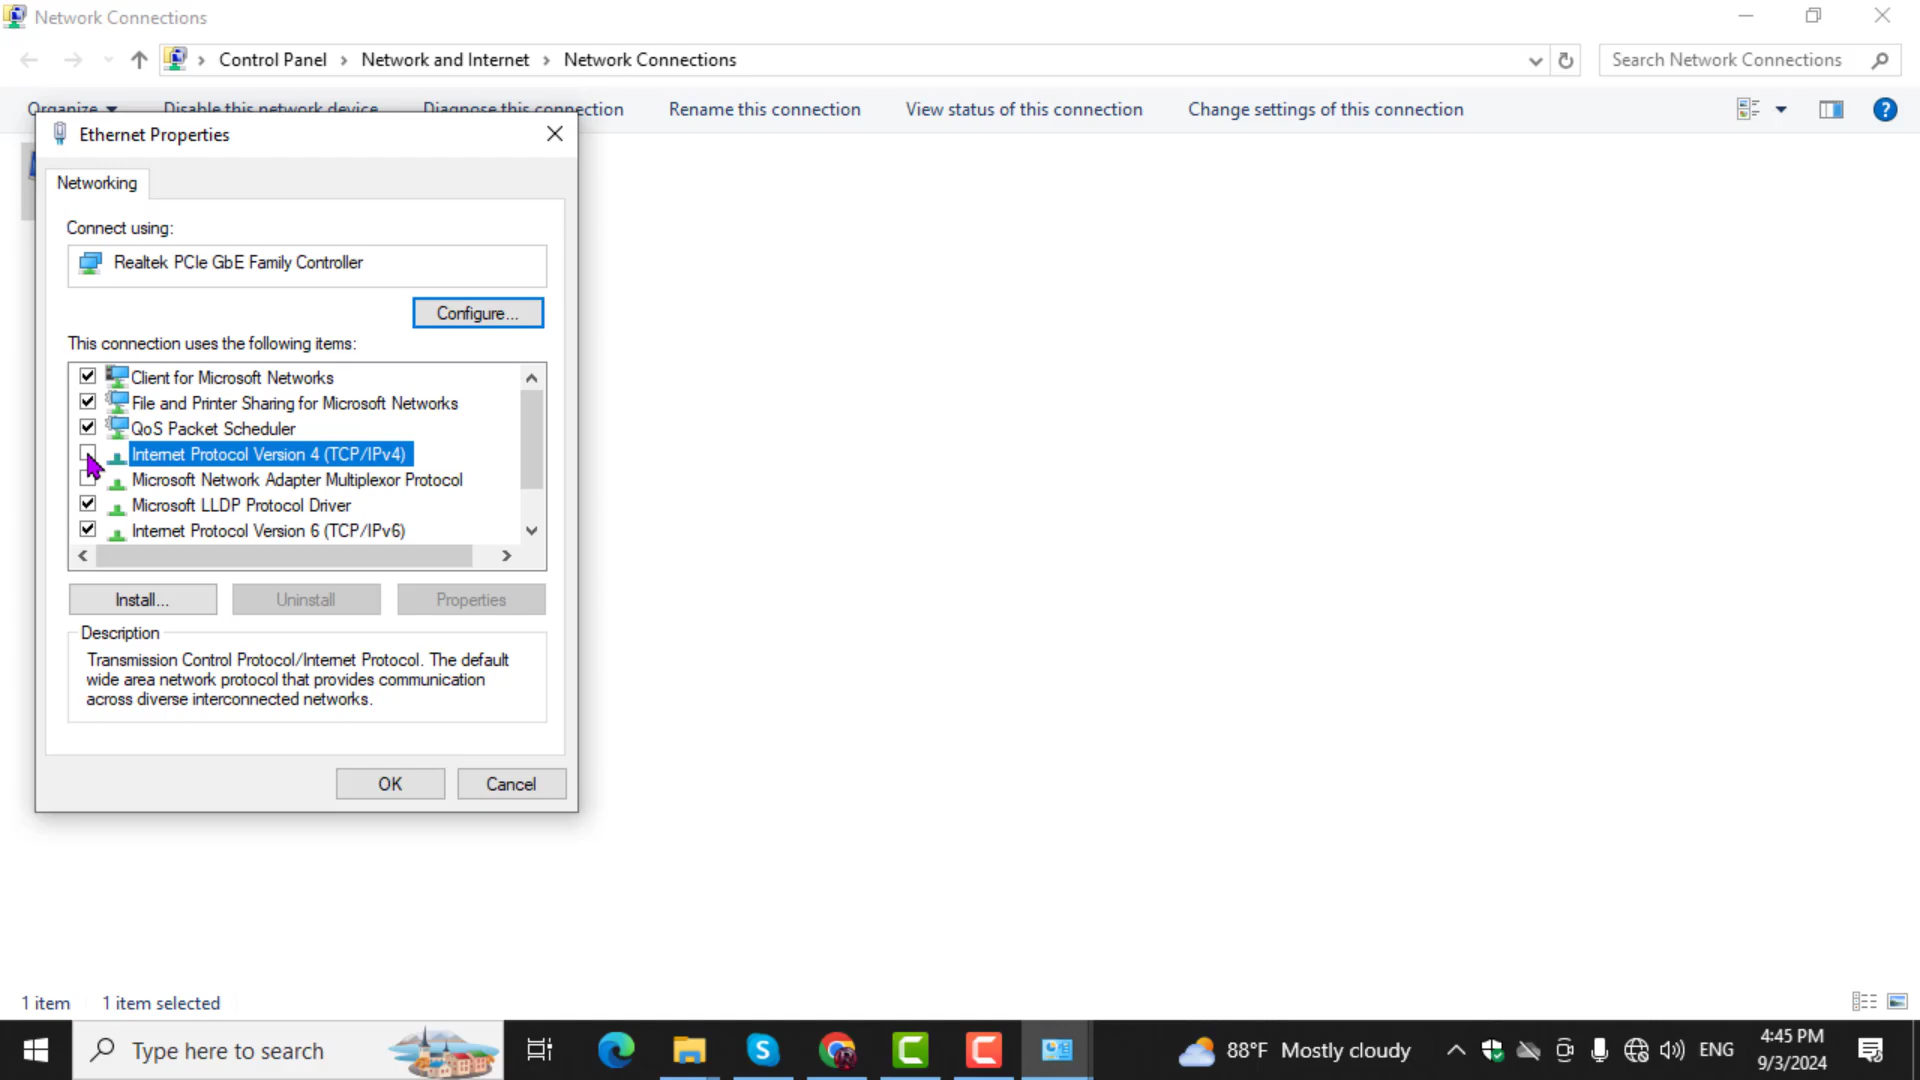 Network Connections
Control Panel > Network and Internet > Network Connections
Search Network Connections
Organize
Disable this network device
Diagnose this connection
Rename this connection
View status of this connection
Change settings of this connection
Ethernet Properties
Networking
Connect using:
Realtek PCIe GbE Family Controller
Configure...
This connection uses the following items:
Client for Microsoft Networks
File and Printer Sharing for Microsoft Networks
QoS Packet Scheduler
Internet Protocol Version 4 (TCP/IPv4)
Microsoft Network Adapter Multiplexor Protocol
Microsoft LLDP Protocol Driver
Internet Protocol Version 6 (TCP/IPv6)
Install...
Uninstall
Properties
Description
Transmission Control Protocol/Internet Protocol. The default
wide area network protocol that provides communication
across diverse interconnected networks.
OK
Cancel
1 item
1 item selected
Type here to search
88°F Mostly cloudy
ENG
4:45 PM
9/3/2024